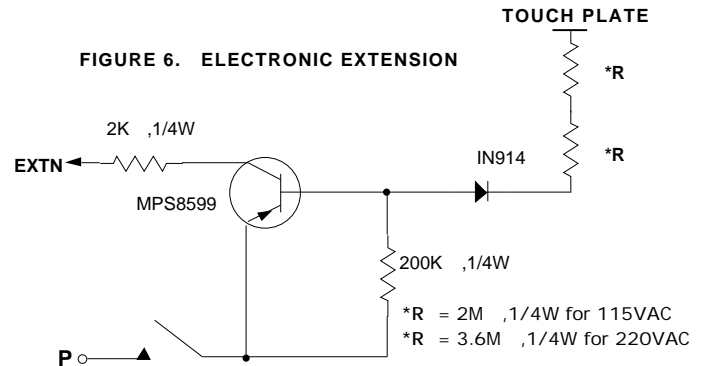 TOUCH PLATE
FIGURE 6. ELECTRONIC EXTENSION
*R
2K ,1/4W
*R
EXTN
IN914
MPS8599
200K ,1/4W
*R = 2M ,1/4W for 115VAC
*R = 3.6M ,1/4W for 220VAC
P